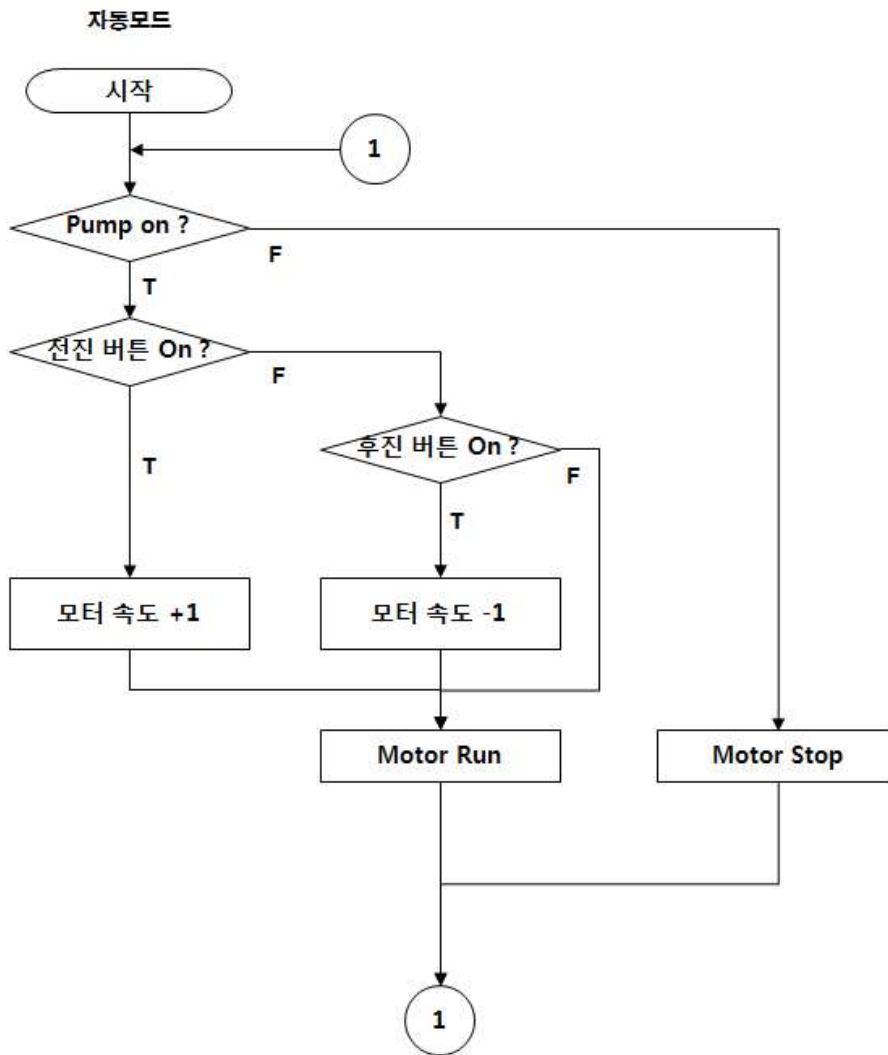 자동모드
시작
1
Pump on ?
F
T
전진 버튼 On ?
F
후진 버튼 On ?
T
F
T
모터 속도 +1
모터 속도 -1
Motor Run
Motor Stop
1